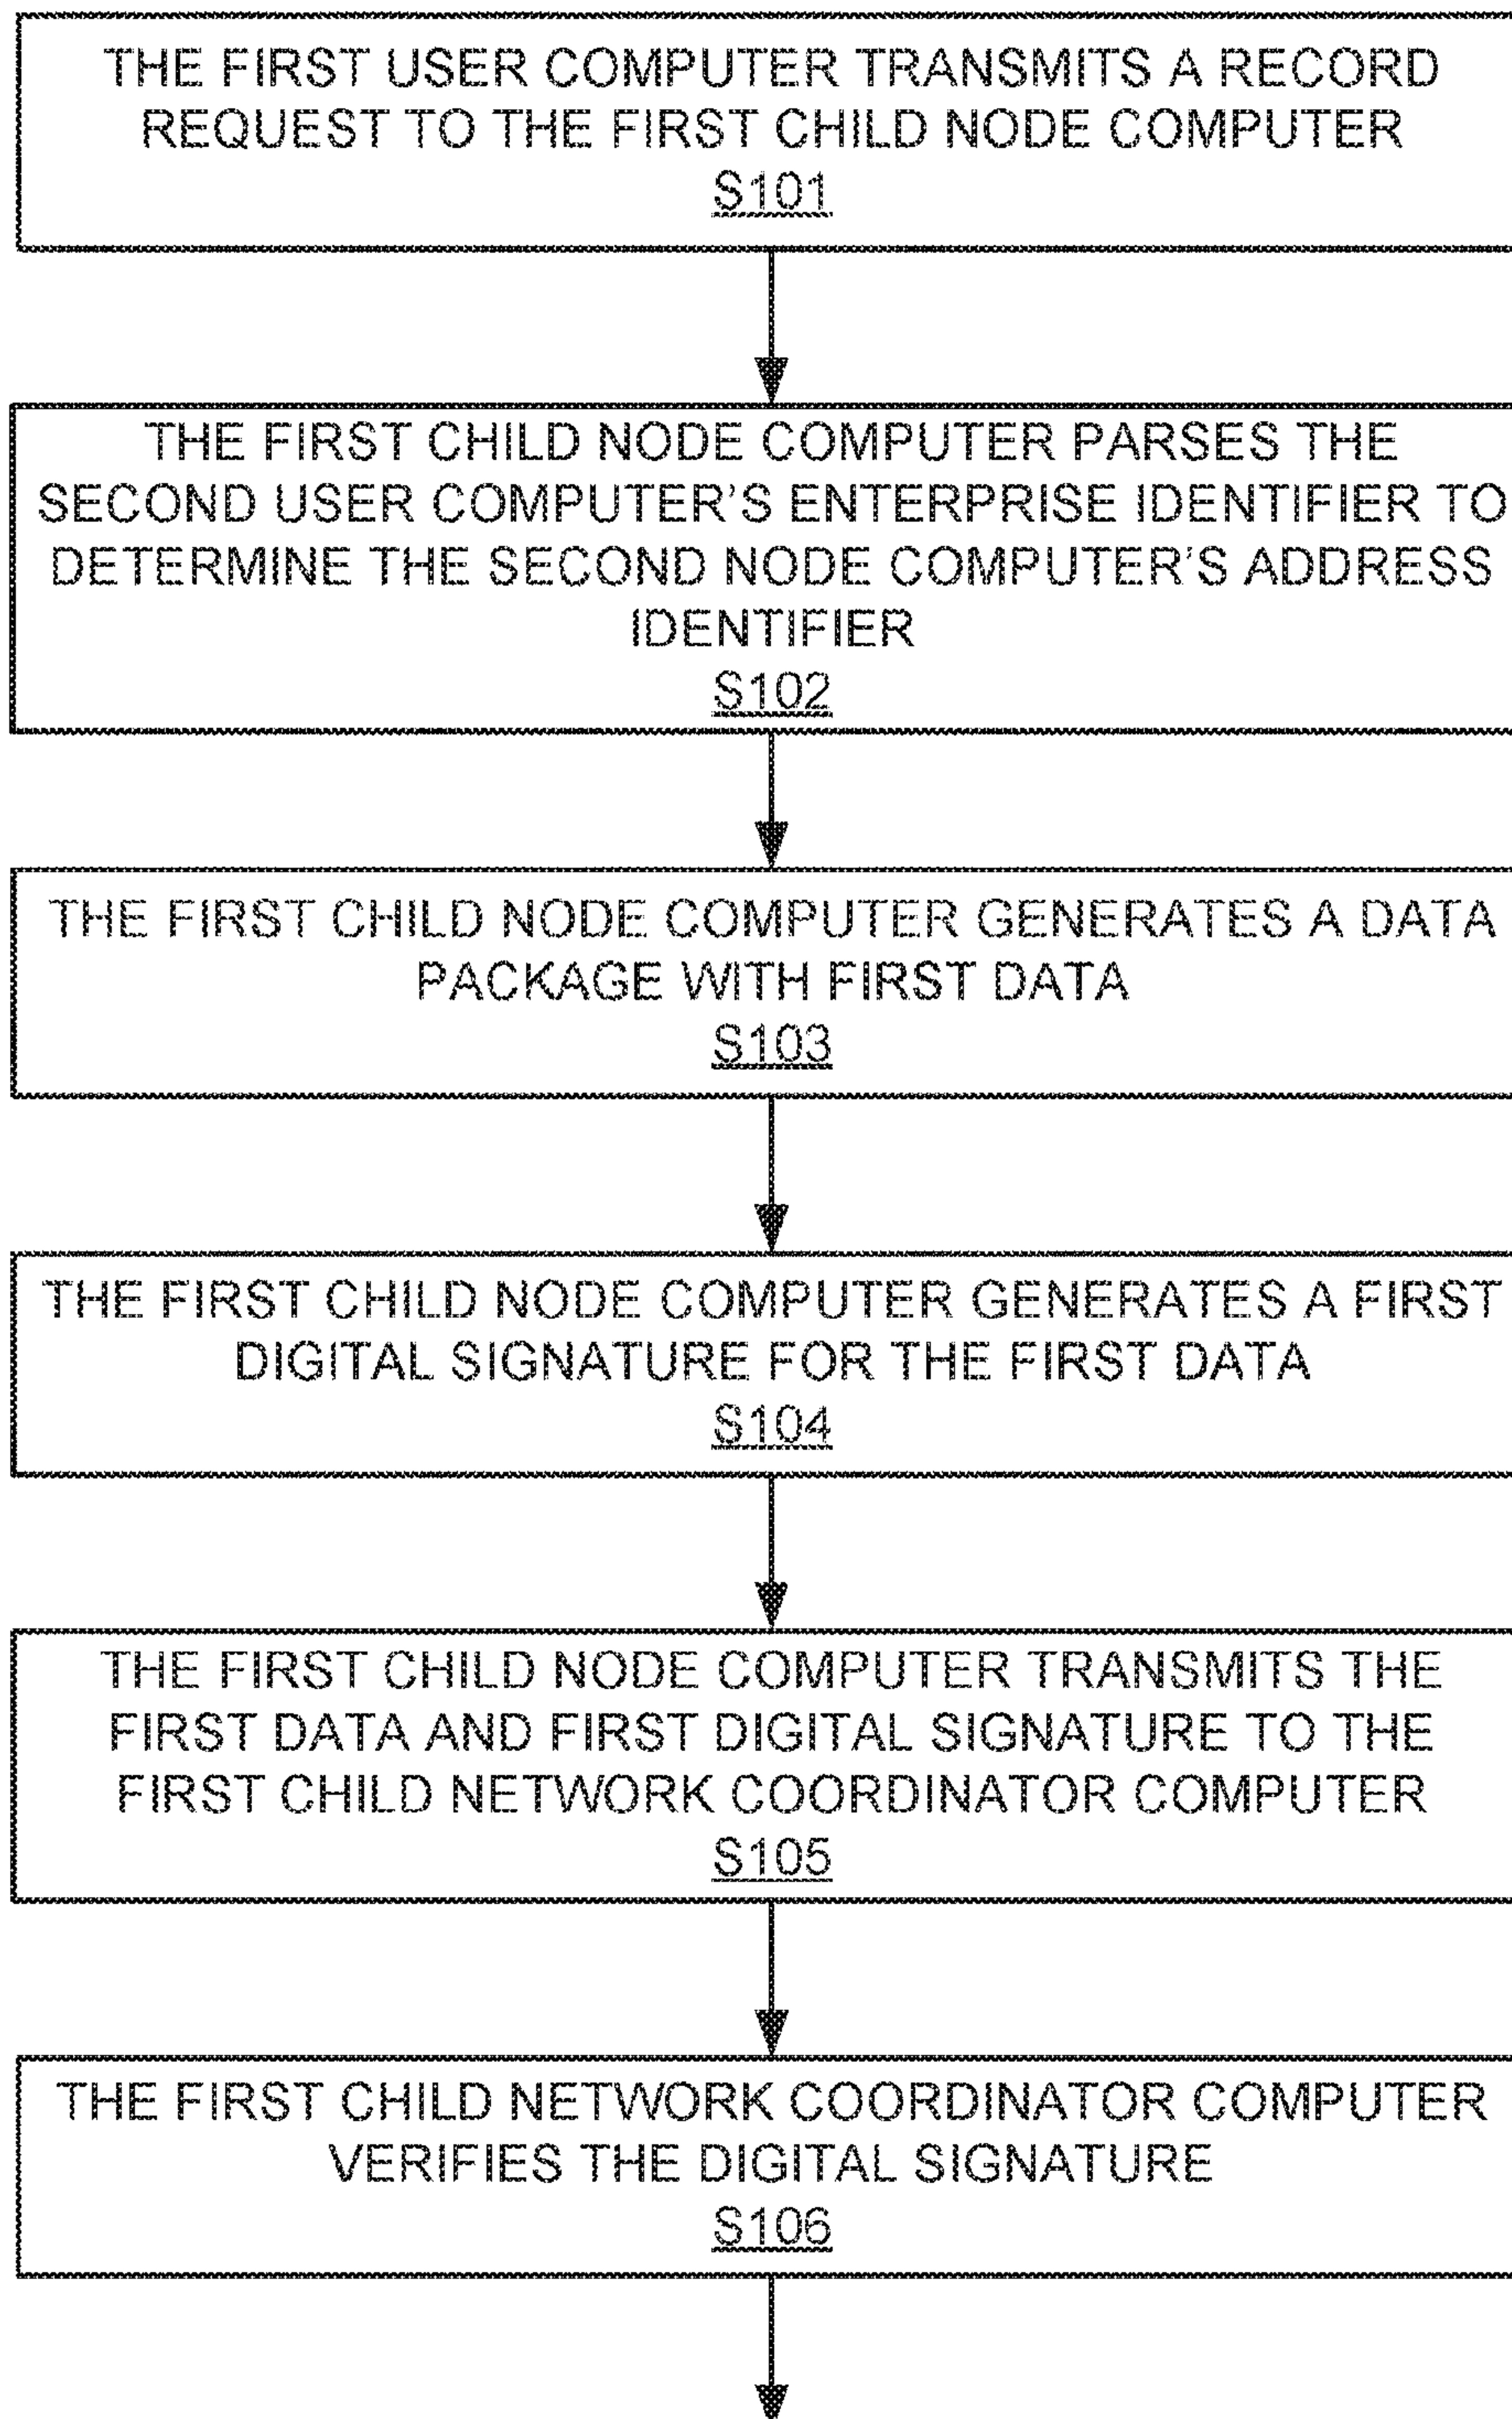 THE FIRST USER COMPUTER TRANSMITS A RECORD
REQUEST TO THE FIRST CHILD NODE COMPUTER
S101
THE FIRST CHILD NODE COMPUTER PARSES THE
SECOND USER COMPUTER'S ENTERPRISE IDENTIFIER TO
DETERMINE THE SECOND NODE COMPUTER'S ADDRESS
IDENTIFIER
S102
THE FIRST CHILD NODE COMPUTER GENERATES A DATA
PACKAGE WITH FIRST DATA
S103
THE FIRST CHILD NODE COMPUTER GENERATES A FIRST
DIGITAL SIGNATURE FOR THE FIRST DATA
S104
THE FIRST CHILD NODE COMPUTER TRANSMITS THE
FIRST DATA AND FIRST DIGITAL SIGNATURE TO THE
FIRST CHILD NETWORK COORDINATOR COMPUTER
S105
THE FIRST CHILD NETWORK COORDINATOR COMPUTER
VERIFIES THE DIGITAL SIGNATURE
S106